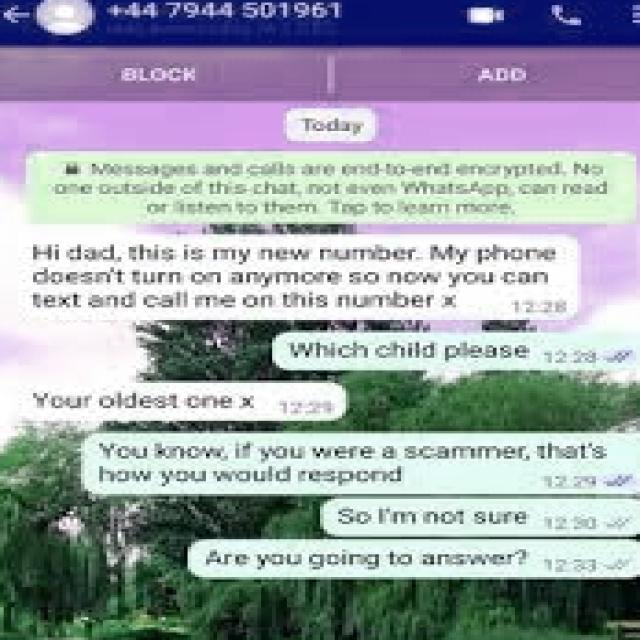 +44 7944 501961
BLOCK
ADD
Today
Messages and calls are end-to-end encrypted. No
one outside of this chat, not even WhatsApp, can read
or listen to them. Tap to learn more.
Hi dad, this is my new number. My phone
doesn't turn on anymore so now you can
text and call me on this number x 12:28
Which child please 12:28
Your oldest one x 12:29
You know, if you were a scammer, that's
how you would respond 12:29
So I'm not sure 12:30
Are you going to answer? 12:33